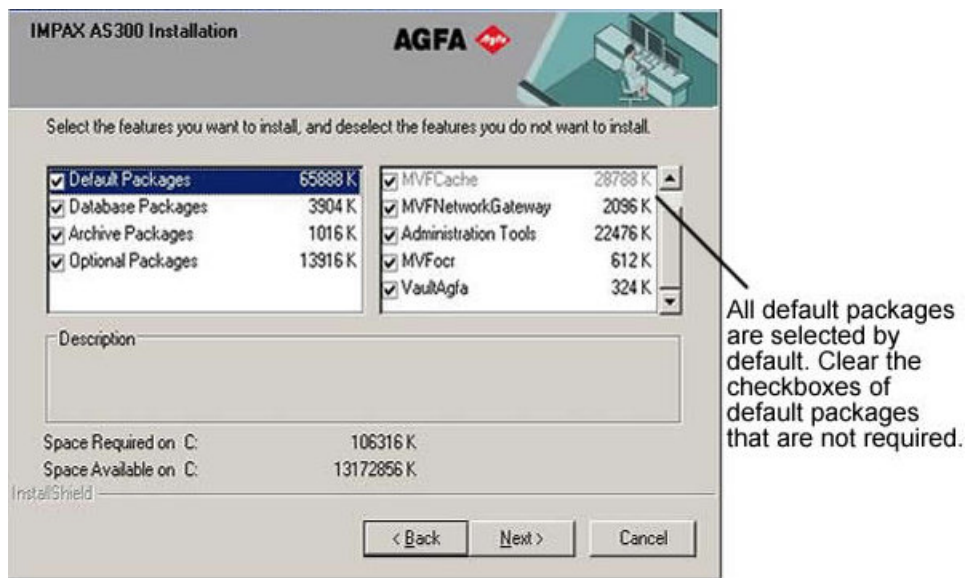 IMPAX AS300 Installation
AGFA
Agfa
Select the features you want to install, and deselect the features you do not want to install.
Default Packages 65888 K
Database Packages 3904 K
Archive Packages 1016 K
Optional Packages 13916 K
MVFCache 28788 K
MVFNetworkGateway 2096 K
Administration Tools 22476 K
MVFocr 612 K
VaultAgfa 324 K
Description
Space Required on C: 106316 K
Space Available on C: 13172856 K
InstallShield
< Back
Next >
Cancel
All default packages
are selected by
default. Clear the
checkboxes of
default packages
that are not required.